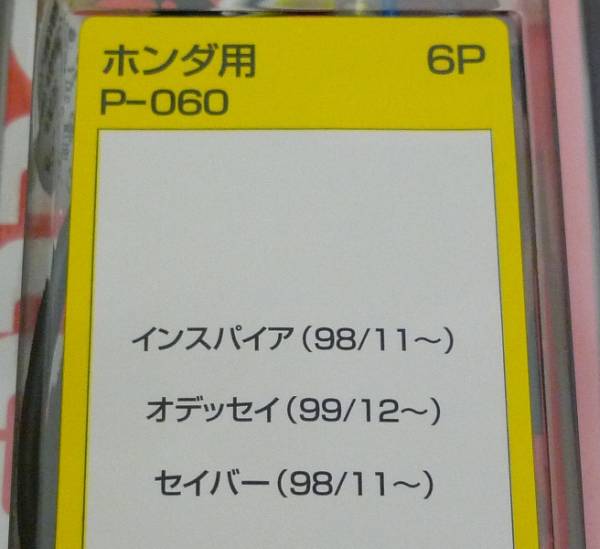 ホンダ用 6P
P-060
インスパイア(98/11〜)
オデッセイ(99/12〜)
セイバー(98/11〜)